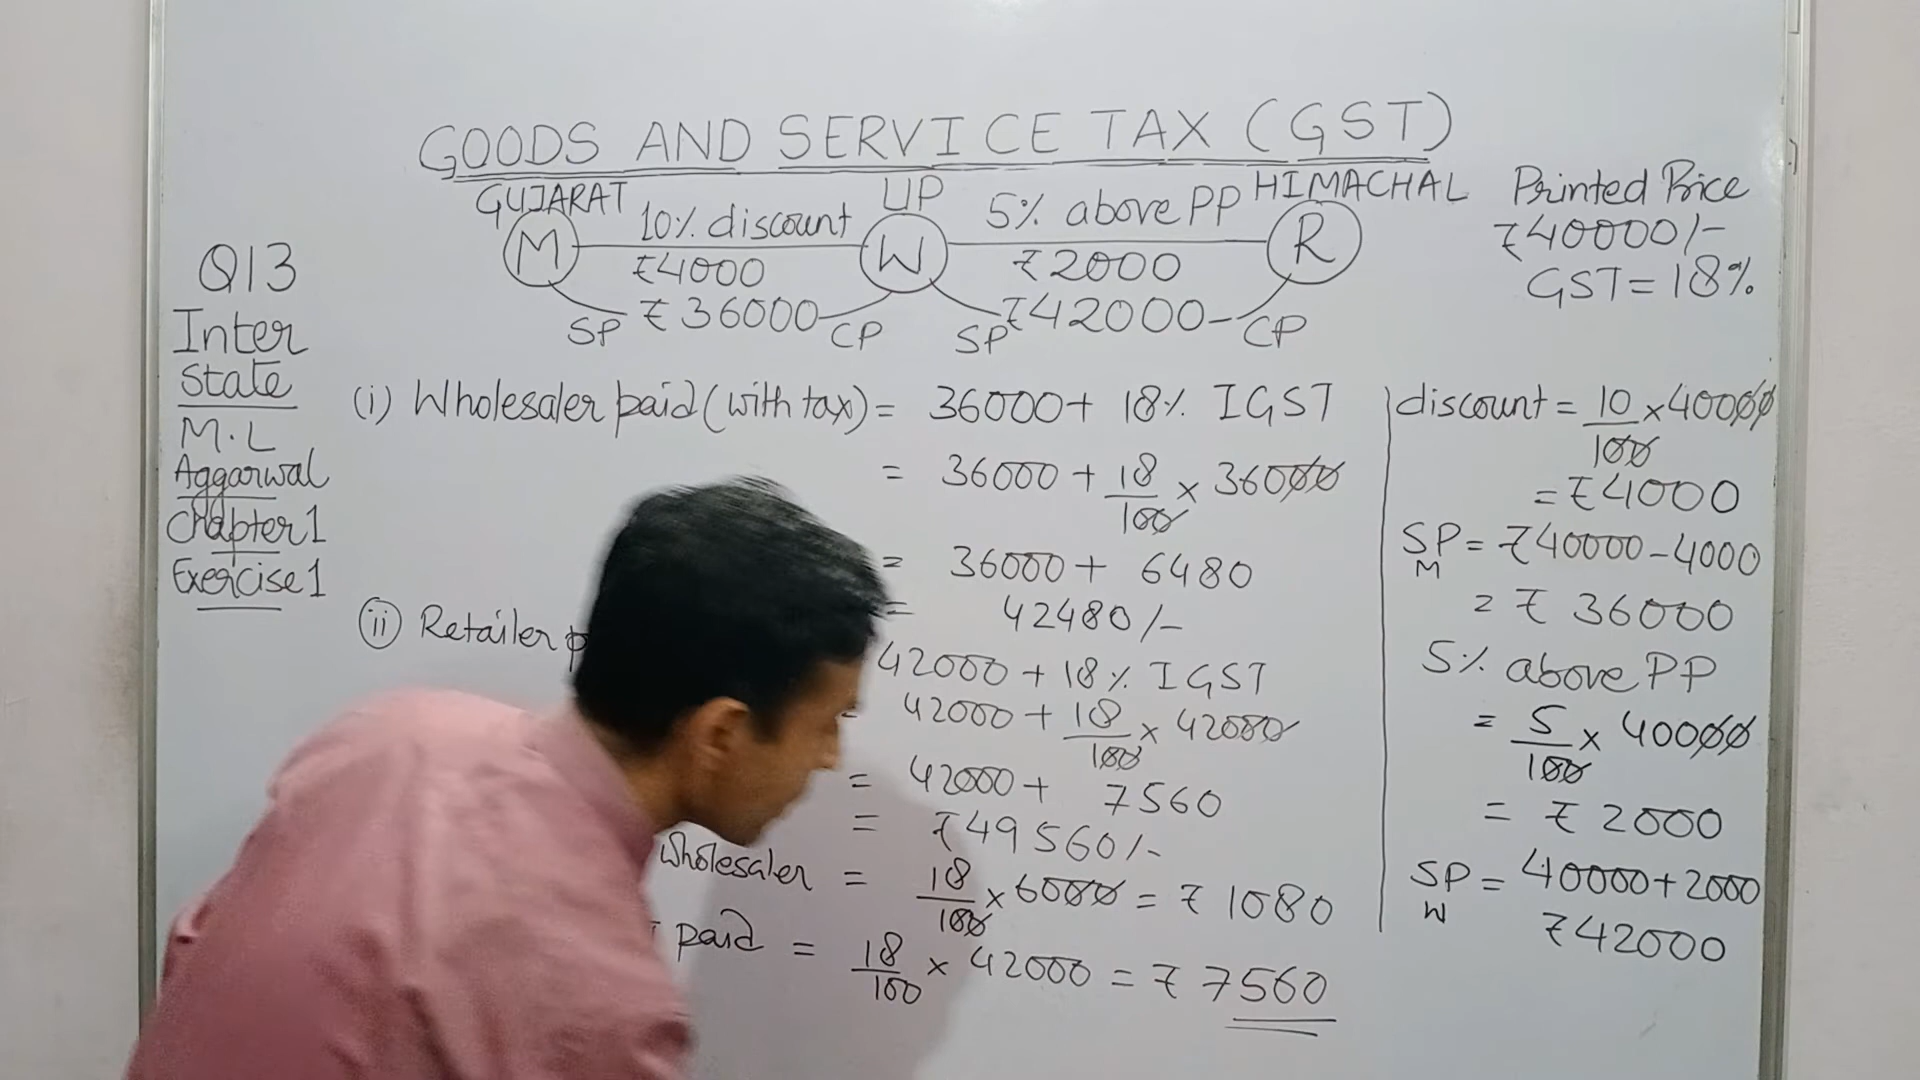 GOODS AND SERVICE TAX (GST)
GUJARAT
UP
HIMACHAL
M
10% discount
W
5% above PP
R
₹4000
₹2000
SP ₹36000 CP
SP ₹42000 CP
Printed Price
₹40000/-
GST = 18%
Q13
Inter
State
M.L
Aggarwal
Chapter 1
Exercise 1
(i) Wholesaler paid (with tax) = 36000 + 18% IGST
= 36000 + 18/100 × 36000
= 36000 + 6480
= 42480/-
(ii) Retailer
42000 + 18% IGST
= 42000 + 18/100 × 42000
= 42000 + 7560
= ₹49560/-
Wholesaler = 18/100 × 6000 = ₹1080
paid = 18/100 × 42000 = ₹7560
discount = 10/100 × 40000
= ₹4000
SP M = ₹40000 - 4000
= ₹36000
5% above PP
= 5/100 × 40000
= ₹2000
SP W = 40000 + 2000
₹42000